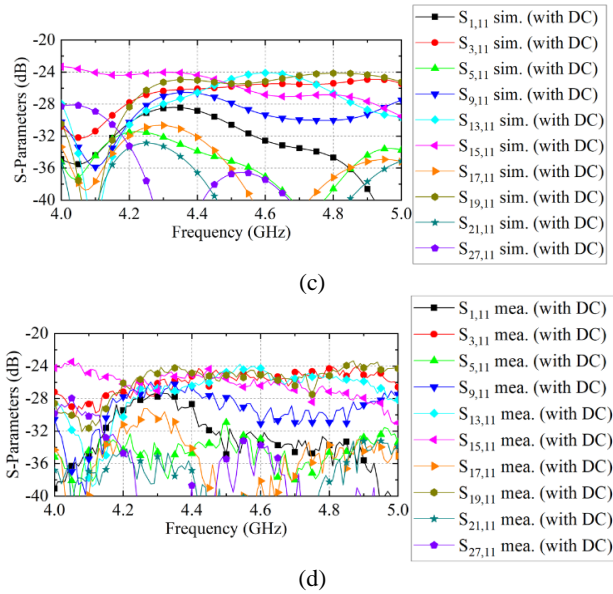 -20
-24
-28
-32
-36
-40
S-Parameters (dB)
4.0 4.2 4.4 4.6 4.8 5.0
Frequency (GHz)
S1,11 sim. (with DC)
S3,11 sim. (with DC)
S5,11 sim. (with DC)
S9,11 sim. (with DC)
S13,11 sim. (with DC)
S15,11 sim. (with DC)
S17,11 sim. (with DC)
S19,11 sim. (with DC)
S21,11 sim. (with DC)
S27,11 sim. (with DC)
(c)
-20
-24
-28
-32
-36
-40
S-Parameters (dB)
4.0 4.2 4.4 4.6 4.8 5.0
Frequency (GHz)
S1,11 mea. (with DC)
S3,11 mea. (with DC)
S5,11 mea. (with DC)
S9,11 mea. (with DC)
S13,11 mea. (with DC)
S15,11 mea. (with DC)
S17,11 mea. (with DC)
S19,11 mea. (with DC)
S21,11 mea. (with DC)
S27,11 mea. (with DC)
(d)